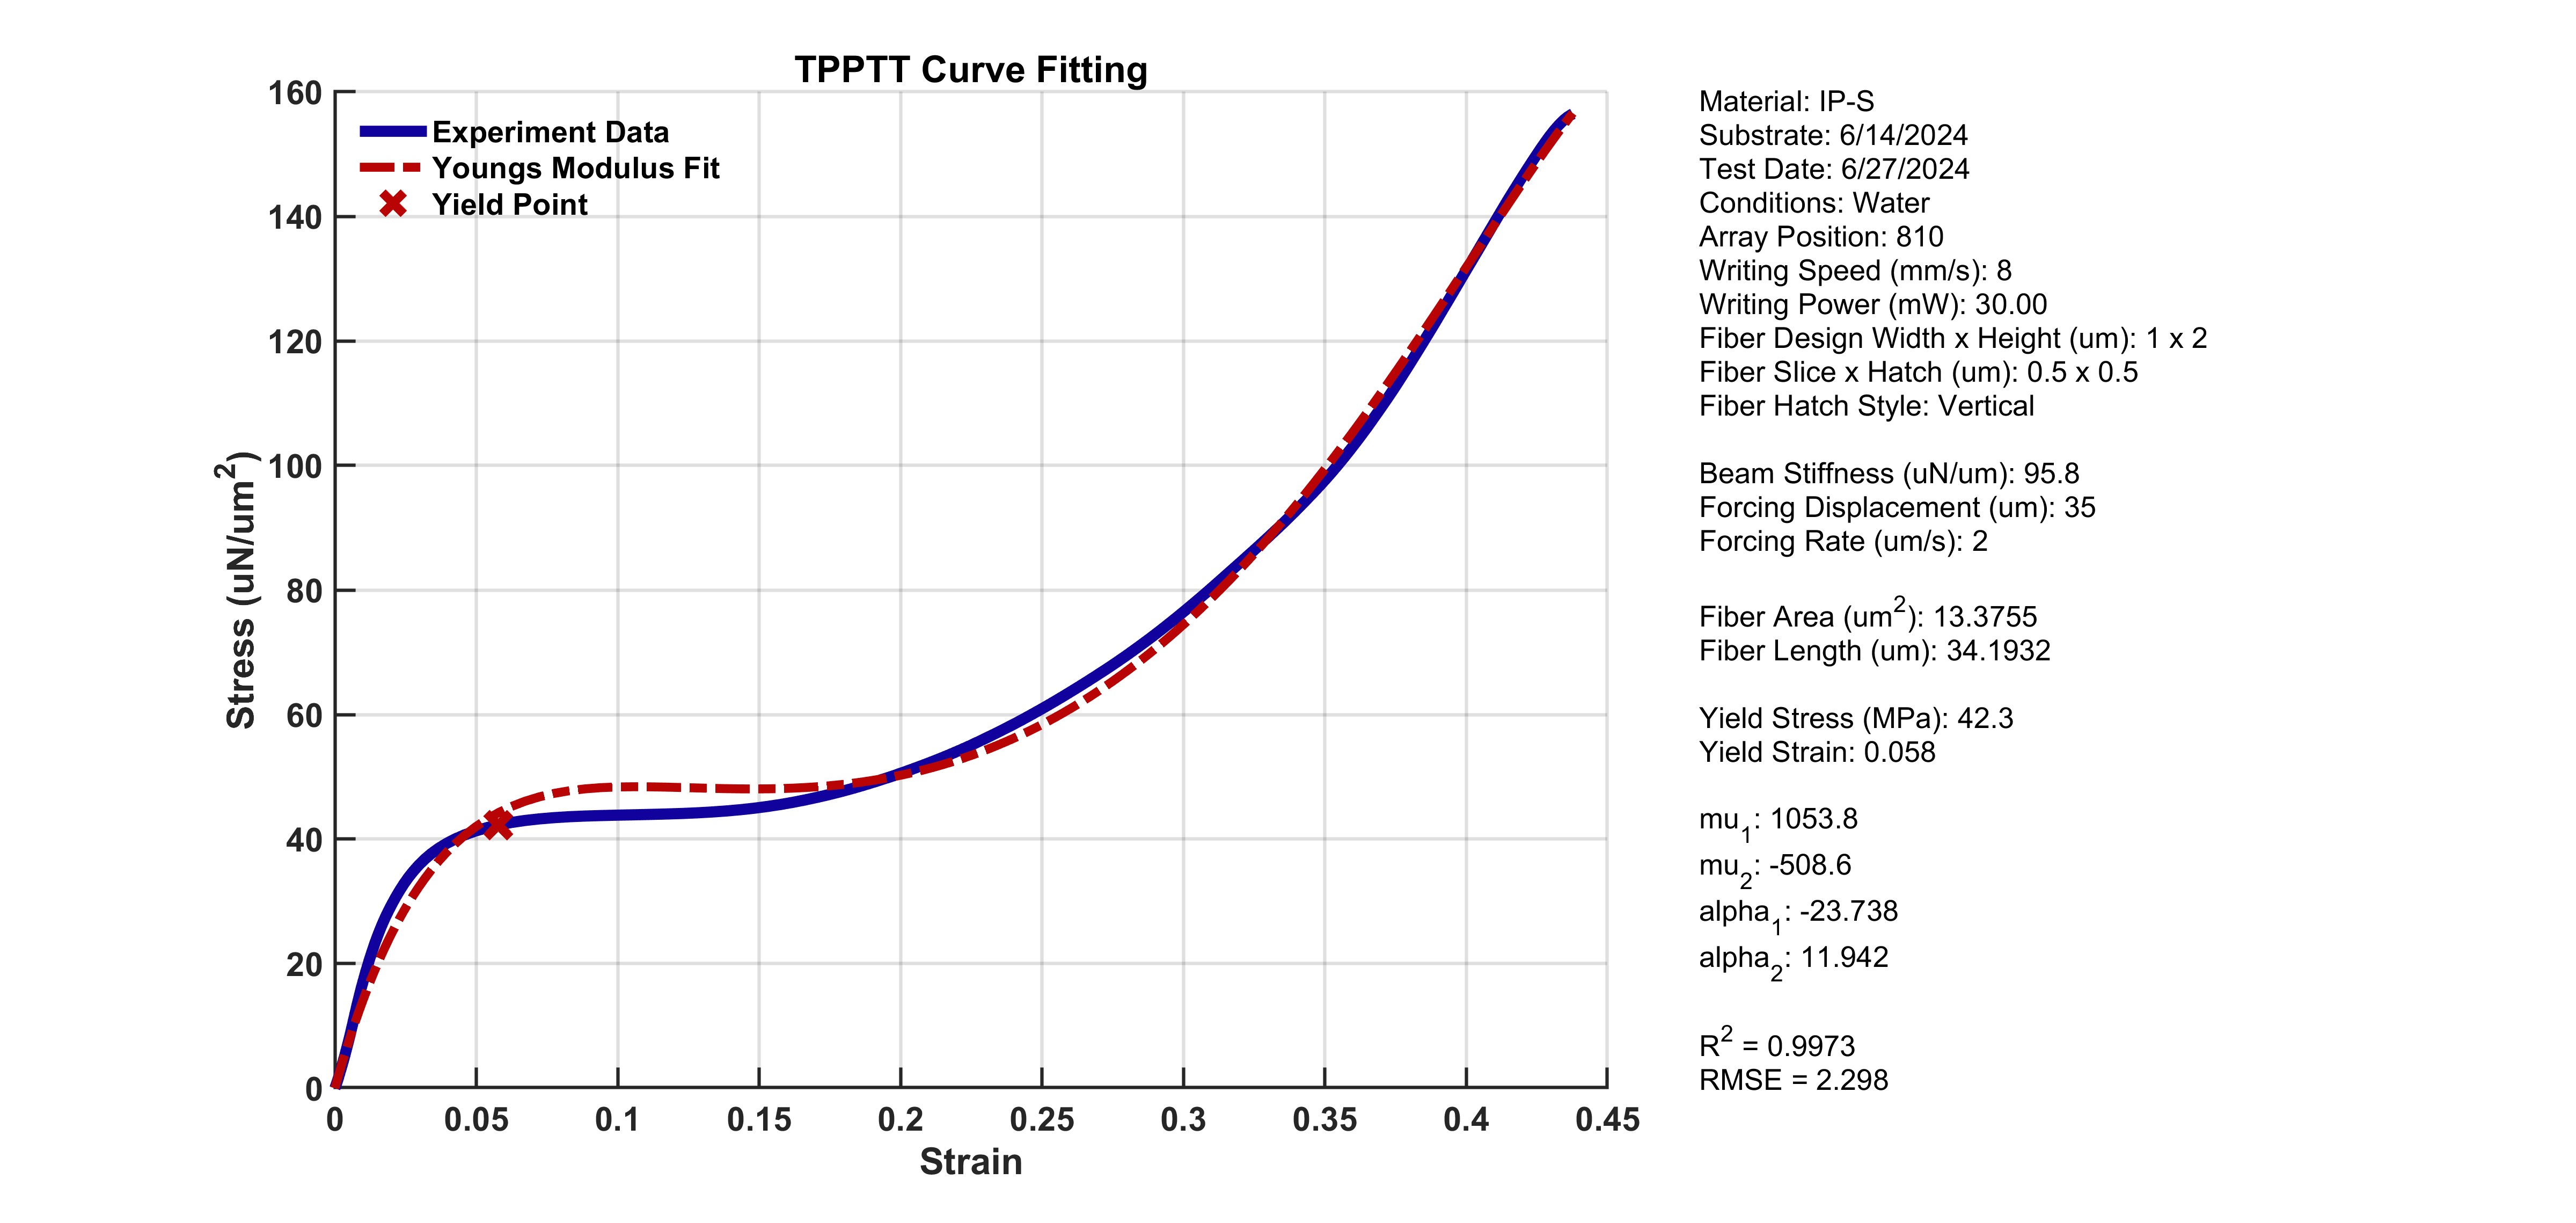 TPPTT Curve Fitting
160
140
120
100
80
60
40
20
0
Stress (uN/um²)
Experiment Data
Youngs Modulus Fit
Yield Point
0 0.05 0.1 0.15 0.2 0.25 0.3 0.35 0.4 0.45
Strain
Material: IP-S
Substrate: 6/14/2024
Test Date: 6/27/2024
Conditions: Water
Array Position: 810
Writing Speed (mm/s): 8
Writing Power (mW): 30.00
Fiber Design Width x Height (um): 1 x 2
Fiber Slice x Hatch (um): 0.5 x 0.5
Fiber Hatch Style: Vertical
Beam Stiffness (uN/um): 95.8
Forcing Displacement (um): 35
Forcing Rate (um/s): 2
Fiber Area (um²): 13.3755
Fiber Length (um): 34.1932
Yield Stress (MPa): 42.3
Yield Strain: 0.058
mu₁: 1053.8
mu₂: -508.6
alpha₁: -23.738
alpha₂: 11.942
R² = 0.9973
RMSE = 2.298